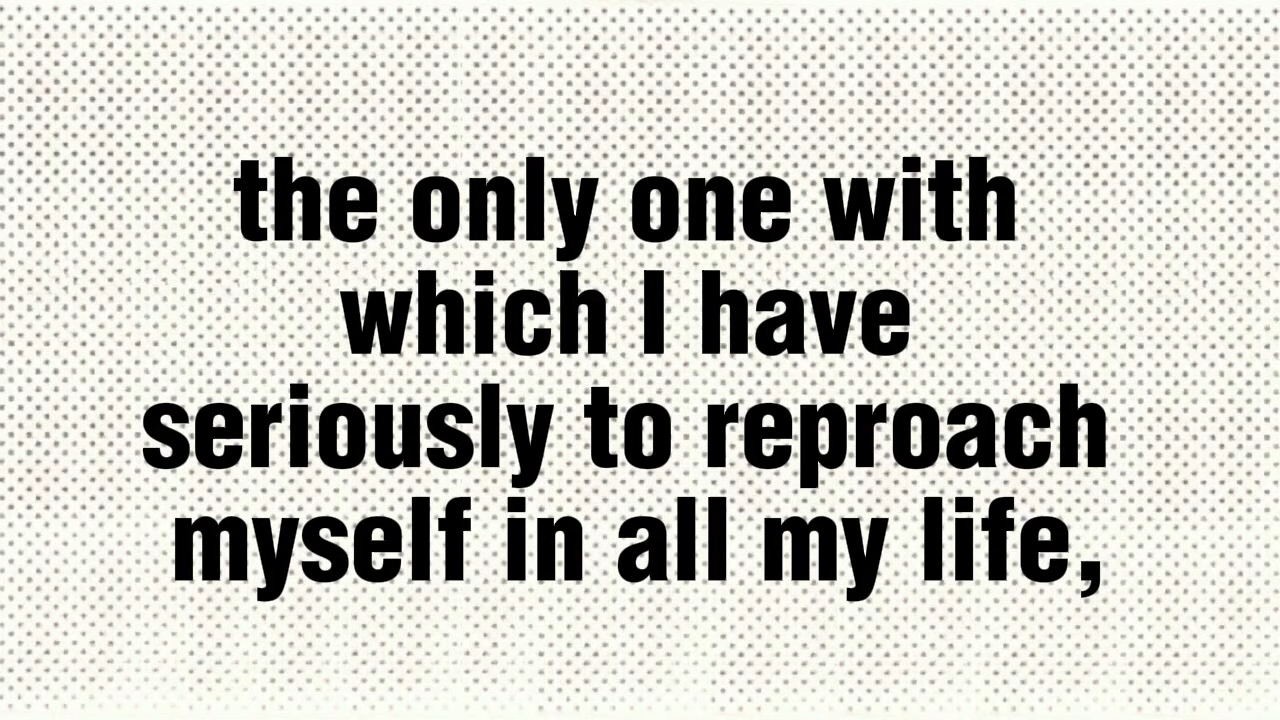 the only one with
which I have
seriously to reproach
myself in all my life,